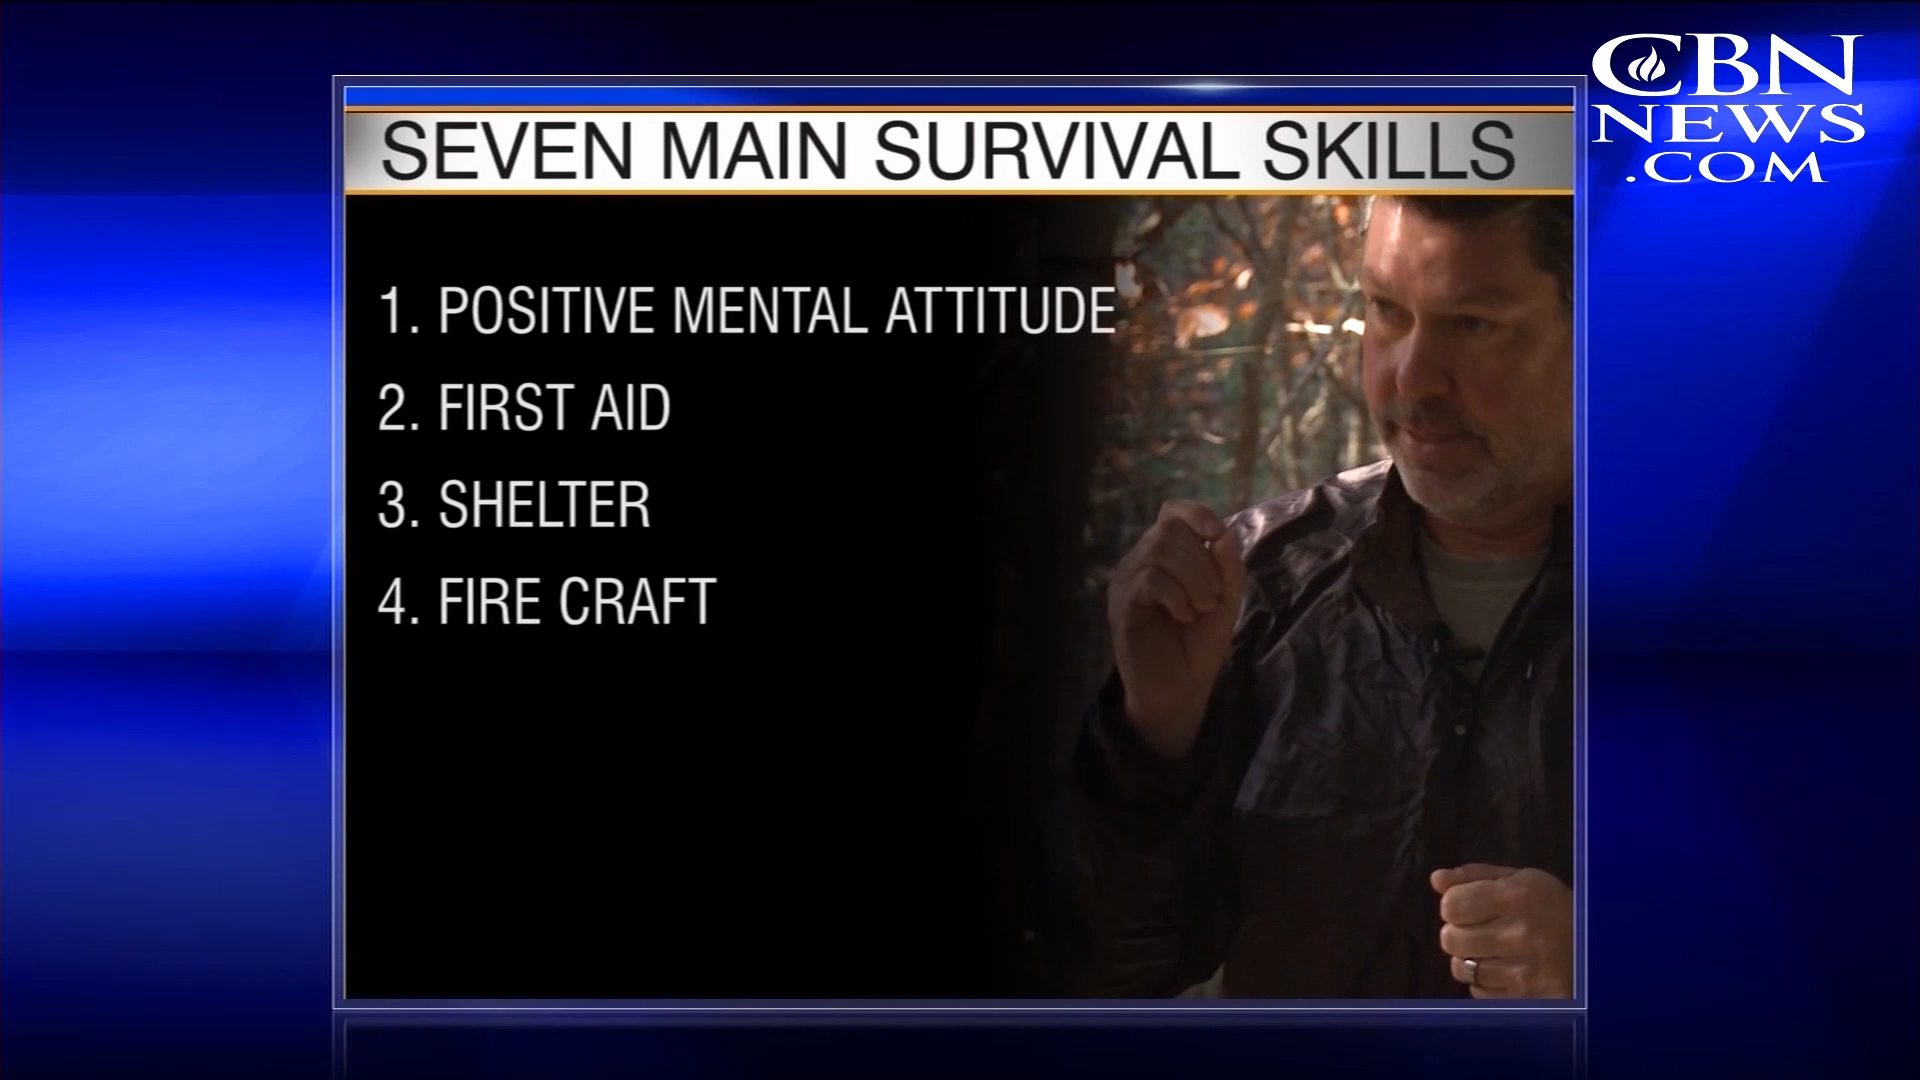 CBN
NEWS
.COM
SEVEN MAIN SURVIVAL SKILLS
1. POSITIVE MENTAL ATTITUDE
2. FIRST AID
3. SHELTER
4. FIRE CRAFT